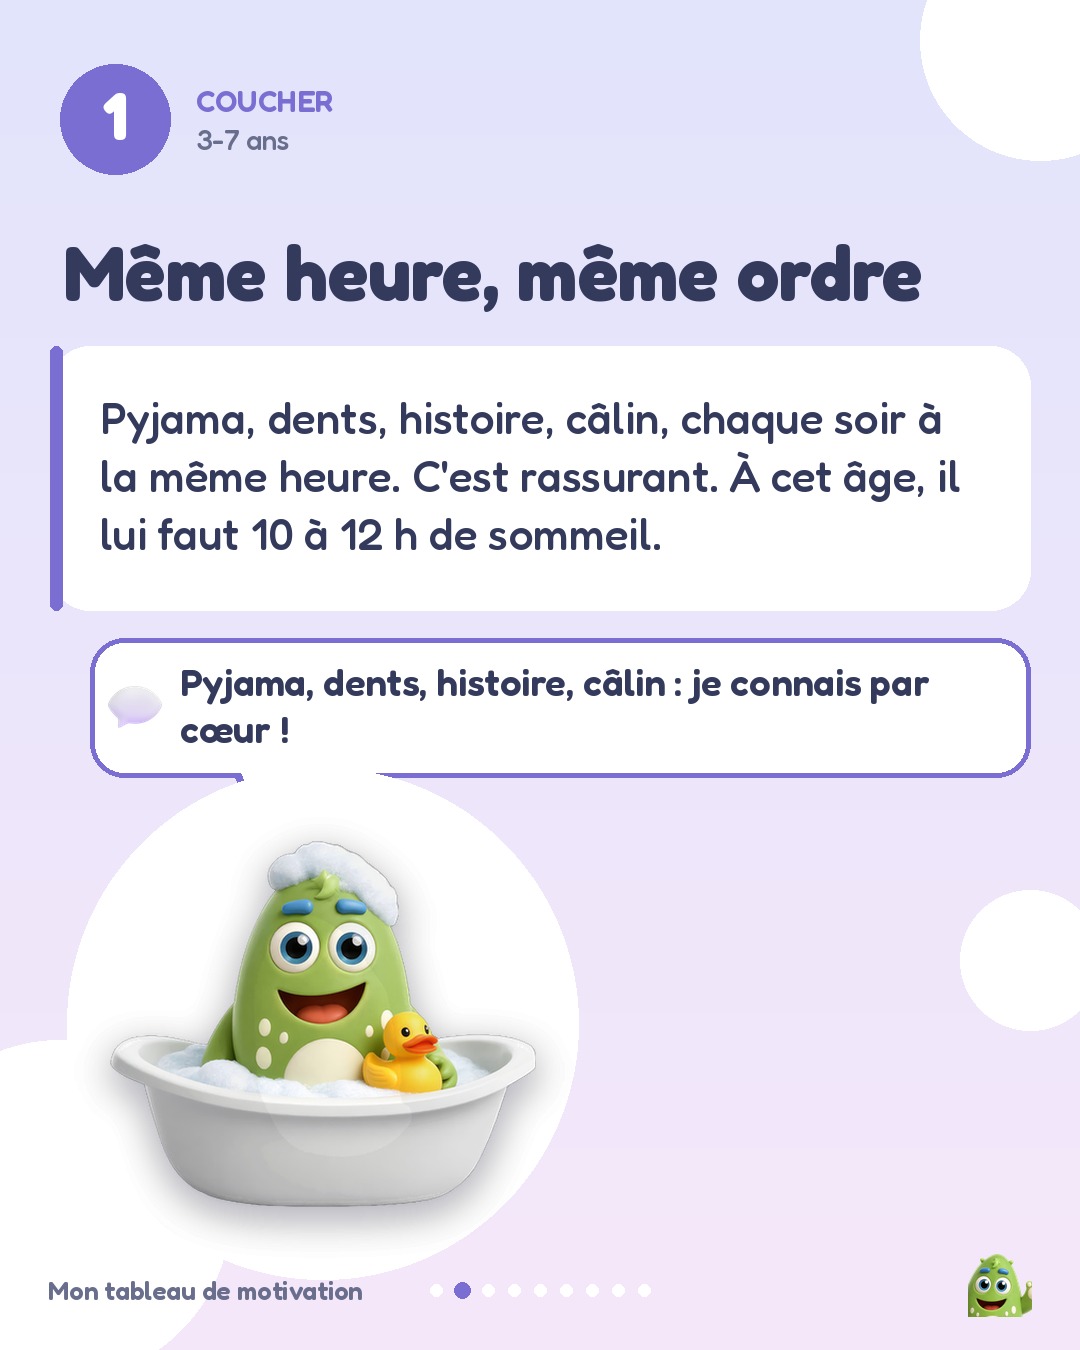 1
COUCHER
3-7 ans
Même heure, même ordre
Pyjama, dents, histoire, câlin, chaque soir à
la même heure. C'est rassurant. À cet âge, il
lui faut 10 à 12 h de sommeil.
Pyjama, dents, histoire, câlin : je connais par
cœur !
Mon tableau de motivation